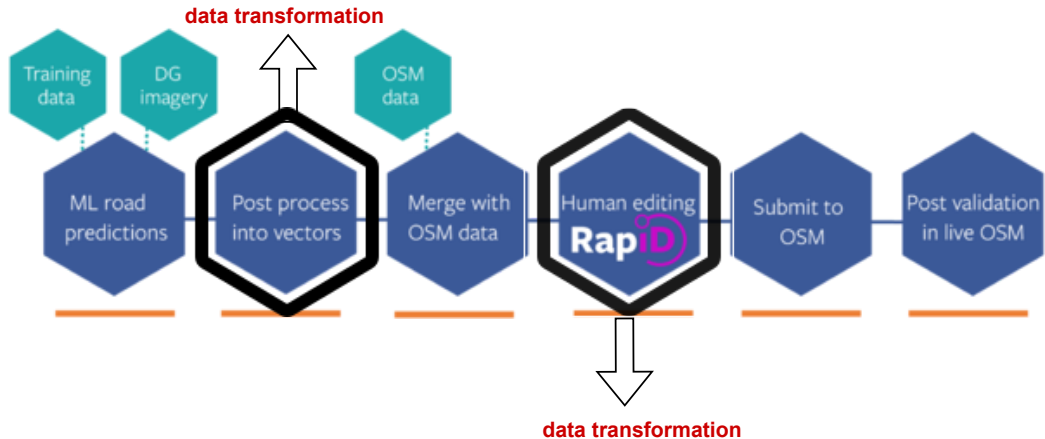 data transformation
Training
data
DG
imagery
OSM
data
ML road
predictions
Post process
into vectors
Merge with
OSM data
Human editing
RapiD
Submit to
OSM
Post validation
in live OSM
data transformation